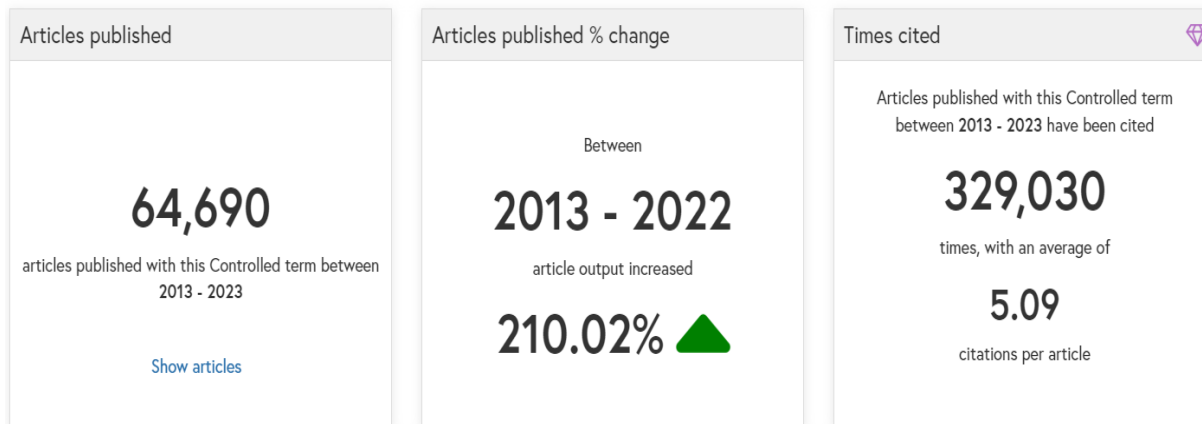 Articles published
64,690
articles published with this Controlled term between
2013 - 2023
Show articles
Articles published % change
Between
2013 - 2022
article output increased
210.02%
Times cited
Articles published with this Controlled term
between 2013 - 2023 have been cited
329,030
times, with an average of
5.09
citations per article